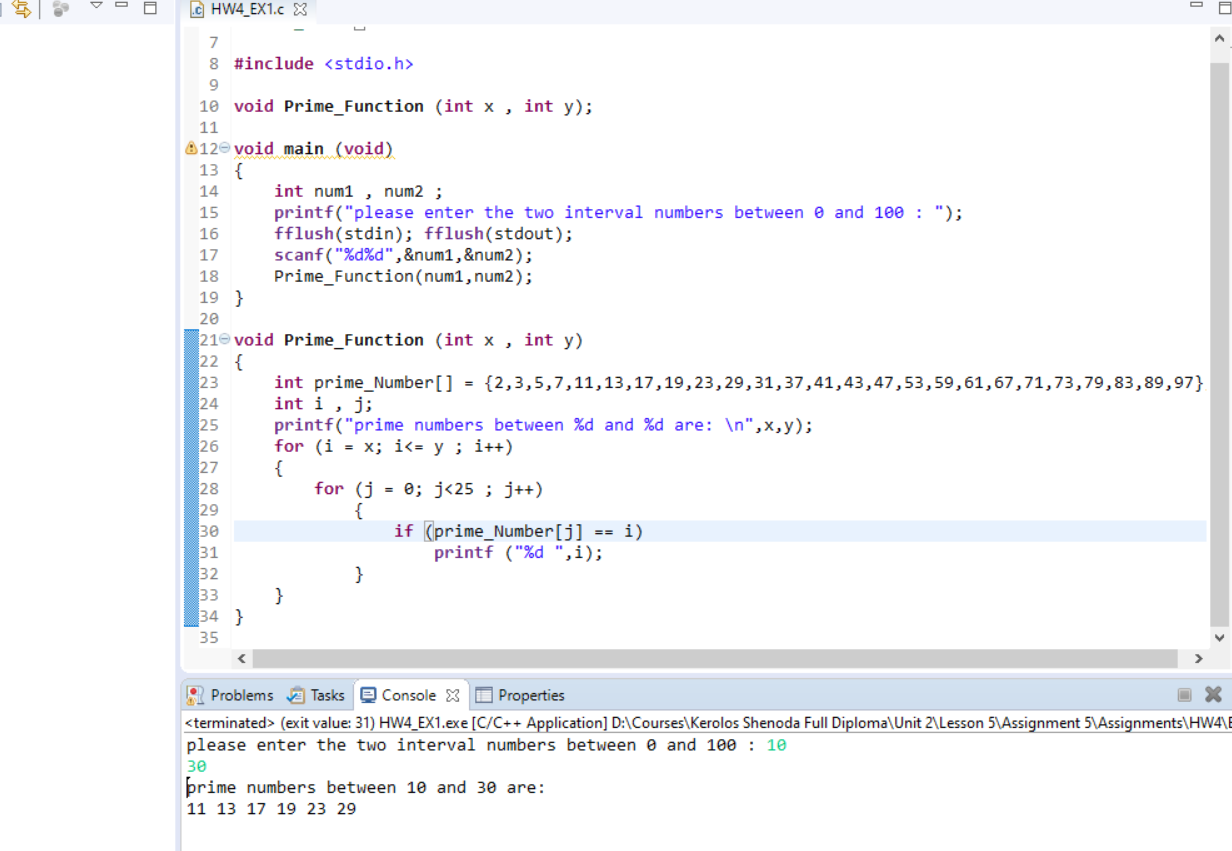 HW4_EX1.c
7
8 #include <stdio.h>
9
10 void Prime_Function (int x , int y);
11
12 void main (void)
13 {
14     int num1 , num2 ;
15     printf("please enter the two interval numbers between 0 and 100 : ");
16     fflush(stdin); fflush(stdout);
17     scanf("%d%d",&num1,&num2);
18     Prime_Function(num1,num2);
19 }
20
21 void Prime_Function (int x , int y)
22 {
23     int prime_Number[] = {2,3,5,7,11,13,17,19,23,29,31,37,41,43,47,53,59,61,67,71,73,79,83,89,97}
24     int i , j;
25     printf("prime numbers between %d and %d are: \n",x,y);
26     for (i = x; i<= y ; i++)
27     {
28         for (j = 0; j<25 ; j++)
29             {
30                 if (prime_Number[j] == i)
31                     printf ("%d ",i);
32             }
33     }
34 }
35
Problems Tasks Console Properties
<terminated> (exit value: 31) HW4_EX1.exe [C/C++ Application] D:\Courses\Kerolos Shenoda Full Diploma\Unit 2\Lesson 5\Assignment 5\Assignments\HW4\E
please enter the two interval numbers between 0 and 100 : 10
30
prime numbers between 10 and 30 are:
11 13 17 19 23 29